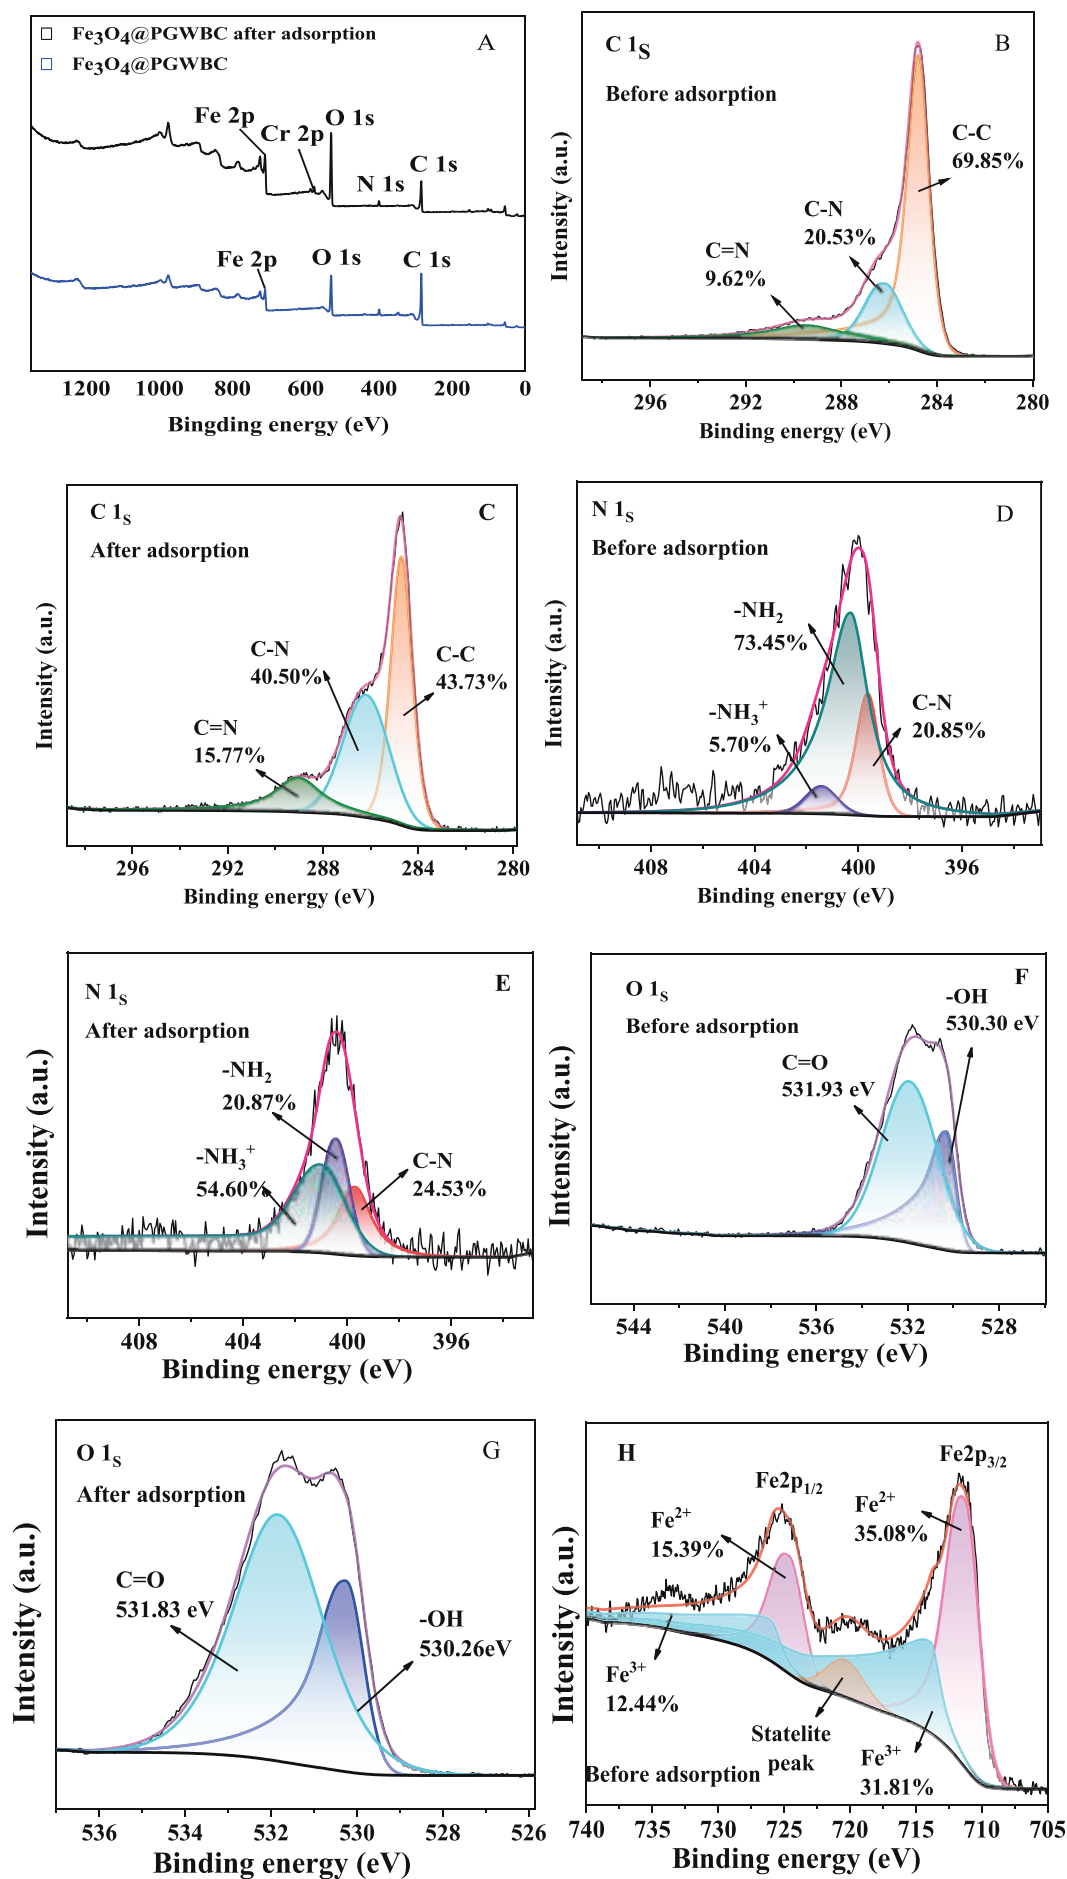 Fe3O4@PGWBC after adsorption
Fe3O4@PGWBC
A
Fe 2p
Cr 2p
O 1s
N 1s
C 1s
Fe 2p
O 1s
C 1s
1200 1000 800 600 400 200 0
Bingding energy (eV)
C 1S
B
Before adsorption
C-C
69.85%
C-N
20.53%
C=N
9.62%
Intensity (a.u.)
296 292 288 284 280
Binding energy (eV)
C 1S
C
After adsorption
C-N
40.50%
C-C
43.73%
C=N
15.77%
Intensity (a.u.)
296 292 288 284 280
Binding energy (eV)
N 1S
D
Before adsorption
-NH2
73.45%
-NH3+
5.70%
C-N
20.85%
Intensity (a.u.)
408 404 400 396
Binding energy (eV)
N 1S
E
After adsorption
-NH2
20.87%
-NH3+
54.60%
C-N
24.53%
Intensity (a.u.)
408 404 400 396
Binding energy (eV)
O 1S
F
Before adsorption
-OH
530.30 eV
C=O
531.93 eV
Intensity (a.u.)
544 540 536 532 528
Binding energy (eV)
O 1S
G
After adsorption
C=O
531.83 eV
-OH
530.26eV
Intensity (a.u.)
536 534 532 530 528 526
Binding energy (eV)
H
Fe2p3/2
Fe2p1/2
Fe2+
35.08%
Fe2+
15.39%
Fe3+
12.44%
Statelite
peak
Fe3+
31.81%
Before adsorption
Intensity (a.u.)
740 735 730 725 720 715 710 705
Binding energy (eV)